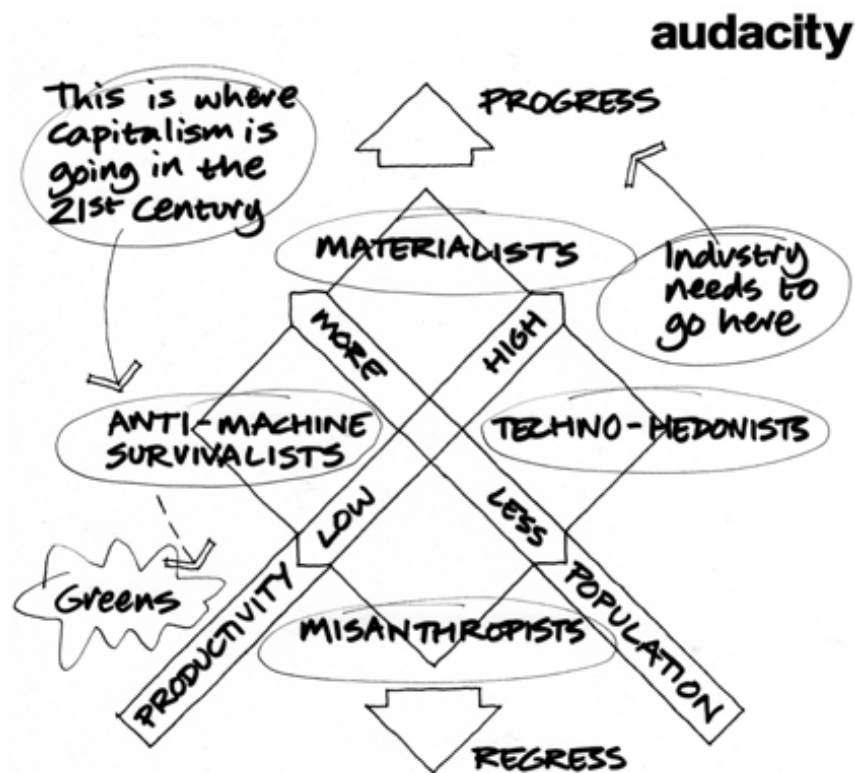 audacity
This is where
capitalism is
going in the
21st Century
PROGRESS
MATERIALISTS
Industry
needs to
go here
MORE
HIGH
ANTI-MACHINE
SURVIVALISTS
TECHNO-HEDONISTS
LOW
LESS
Greens
PRODUCTIVITY
POPULATION
MISANTHROPISTS
REGRESS